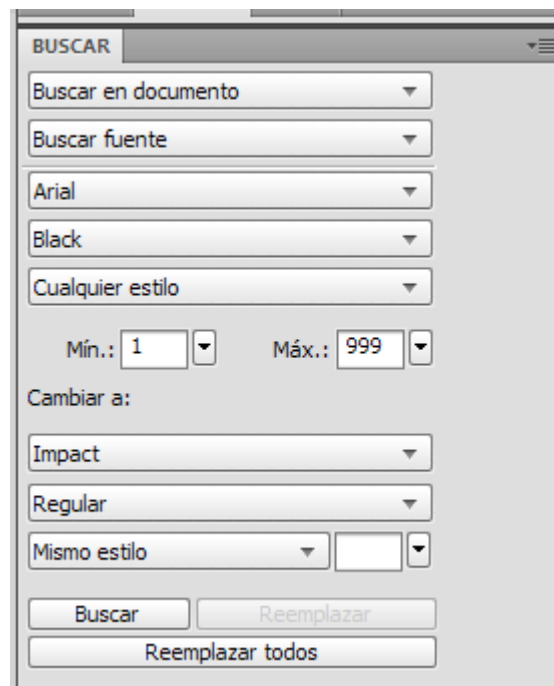 BUSCAR
Buscar en documento
Buscar fuente
Arial
Black
Cualquier estilo
Mín.: 1 Máx.: 999
Cambiar a:
Impact
Regular
Mismo estilo
Buscar Reemplazar
Reemplazar todos